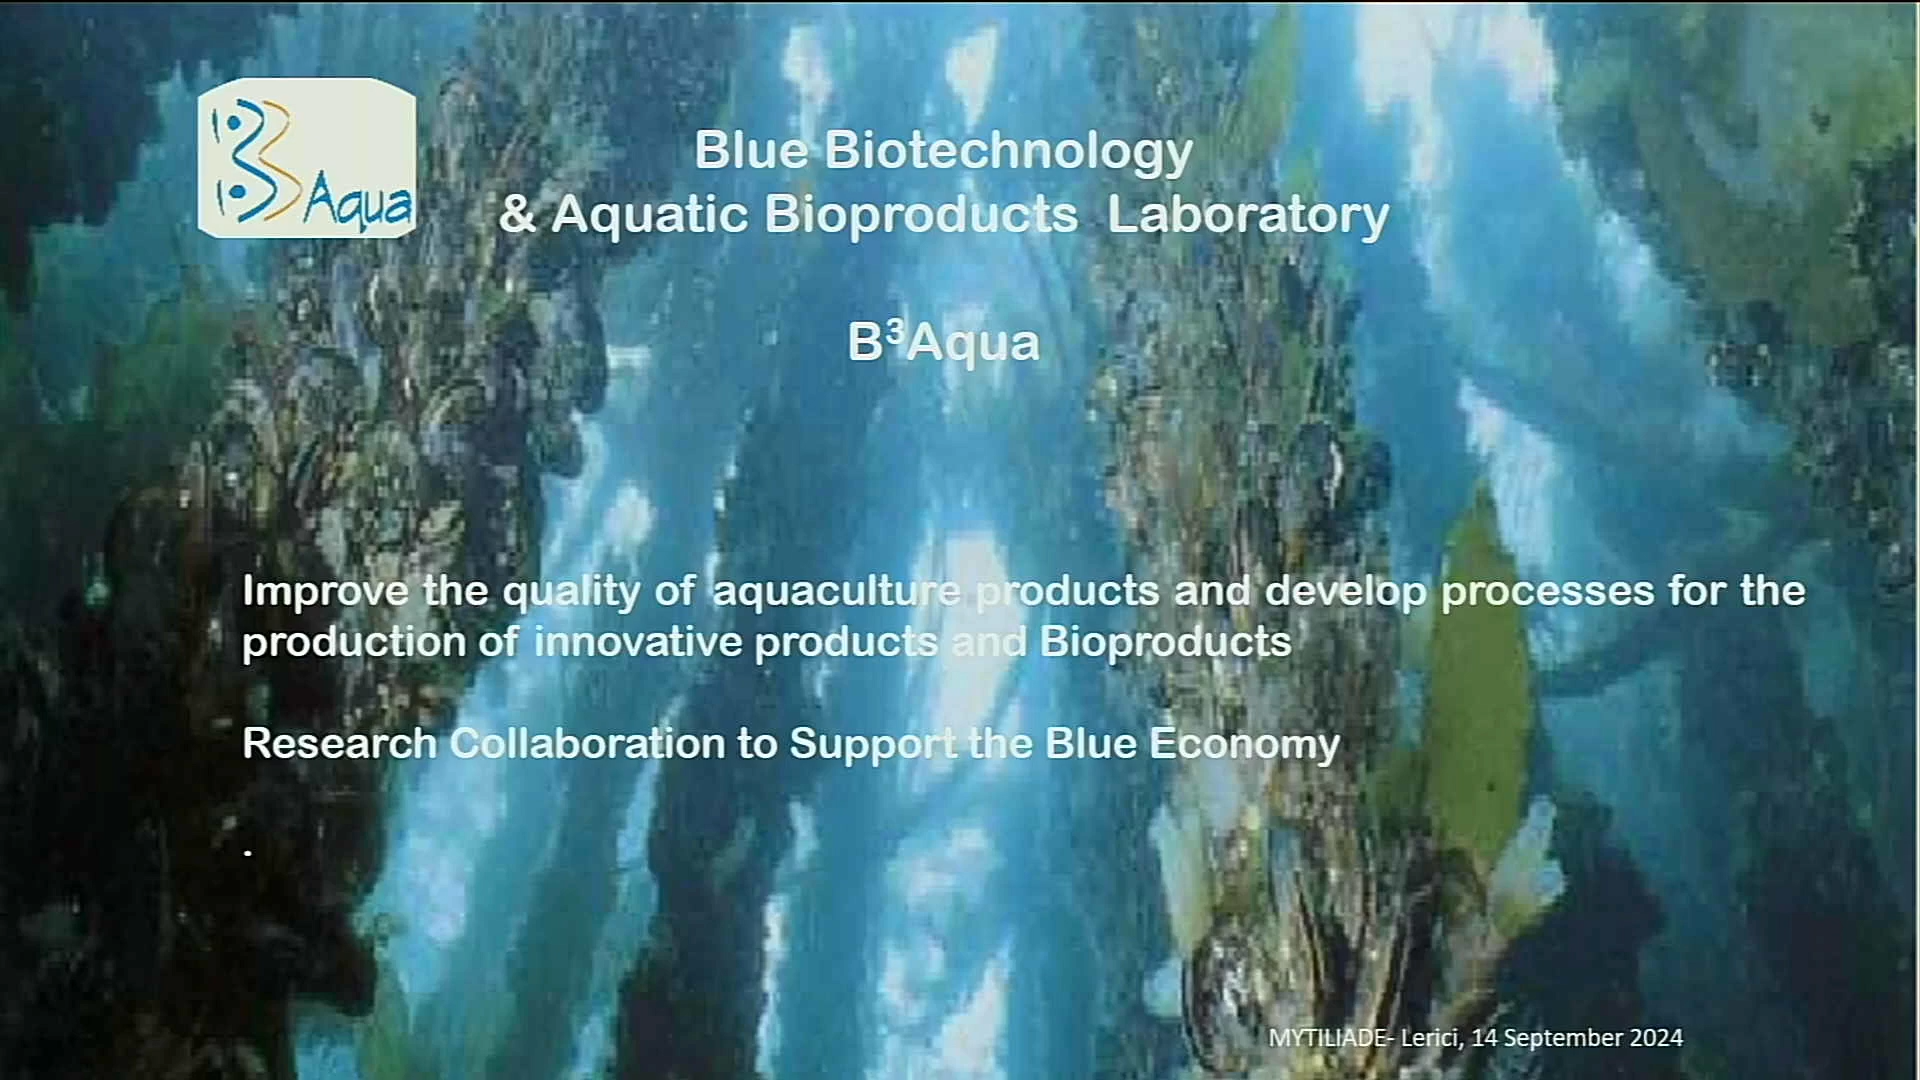 Aqua
Blue Biotechnology
& Aquatic Bioproducts Laboratory
B³Aqua
Improve the quality of aquaculture products and develop processes for the
production of innovative products and Bioproducts
Research Collaboration to Support the Blue Economy
.
MYTILIADE- Lerici, 14 September 2024